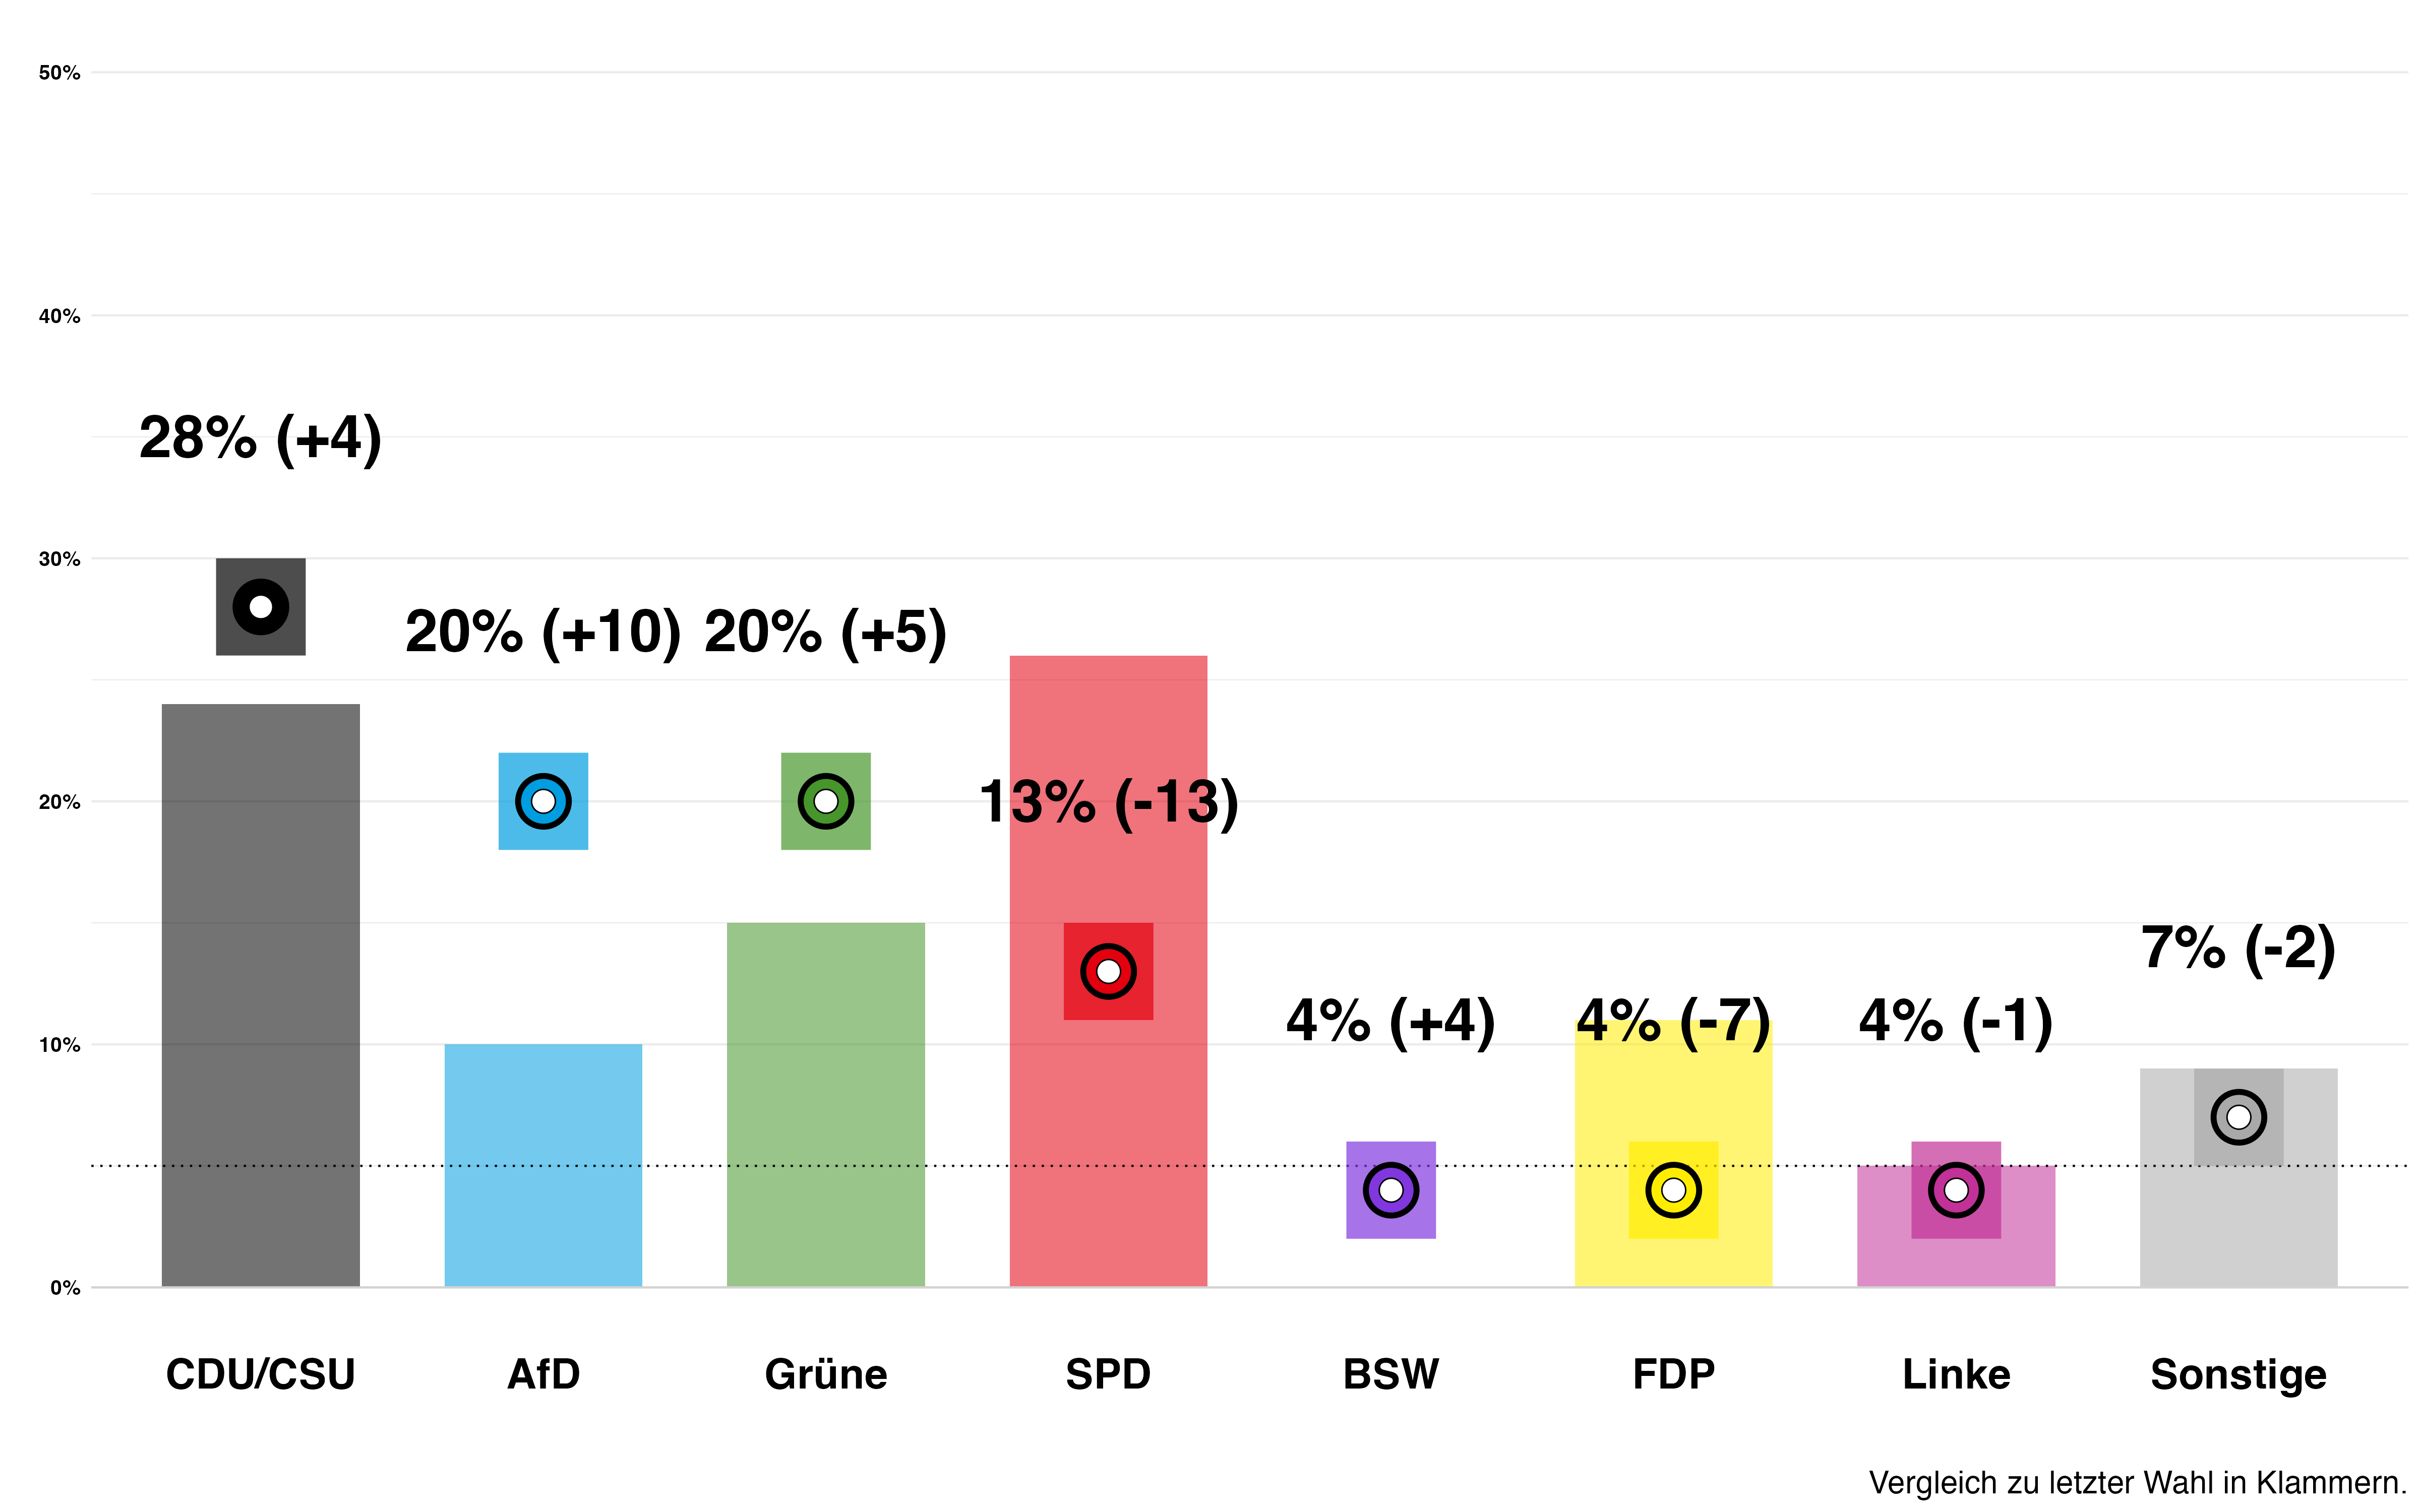 50%
40%
30%
20%
10%
0%
28% (+4)
20% (+10)
20% (+5)
13% (-13)
4% (+4)
4% (-7)
4% (-1)
7% (-2)
CDU/CSU
AfD
Grüne
SPD
BSW
FDP
Linke
Sonstige
Vergleich zu letzter Wahl in Klammern.